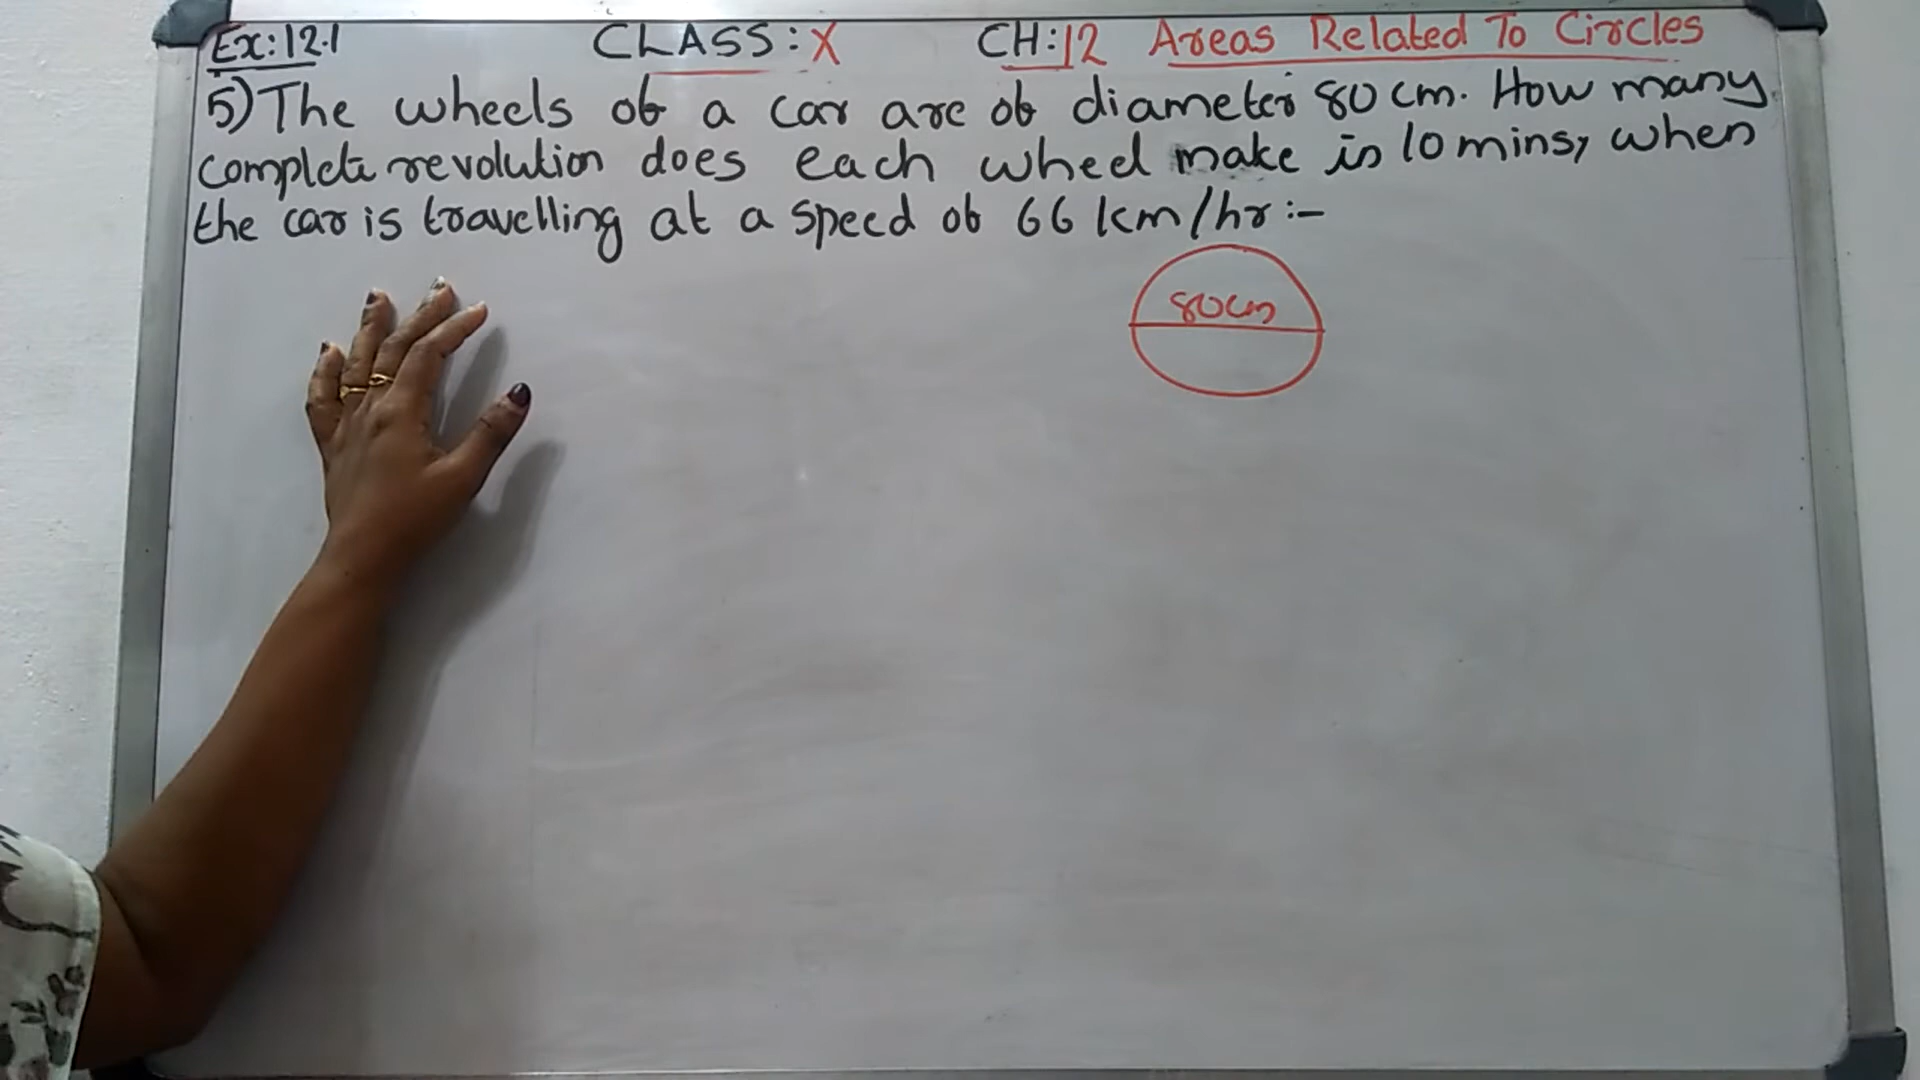 Ex:12.1 CLASS:X CH:12 Areas Related To Circles
5) The wheels of a car are of diameter 80 cm. How many
complete revolution does each wheel make in 10 mins, when
the car is travelling at a speed of 66 km/hr :-
80cm